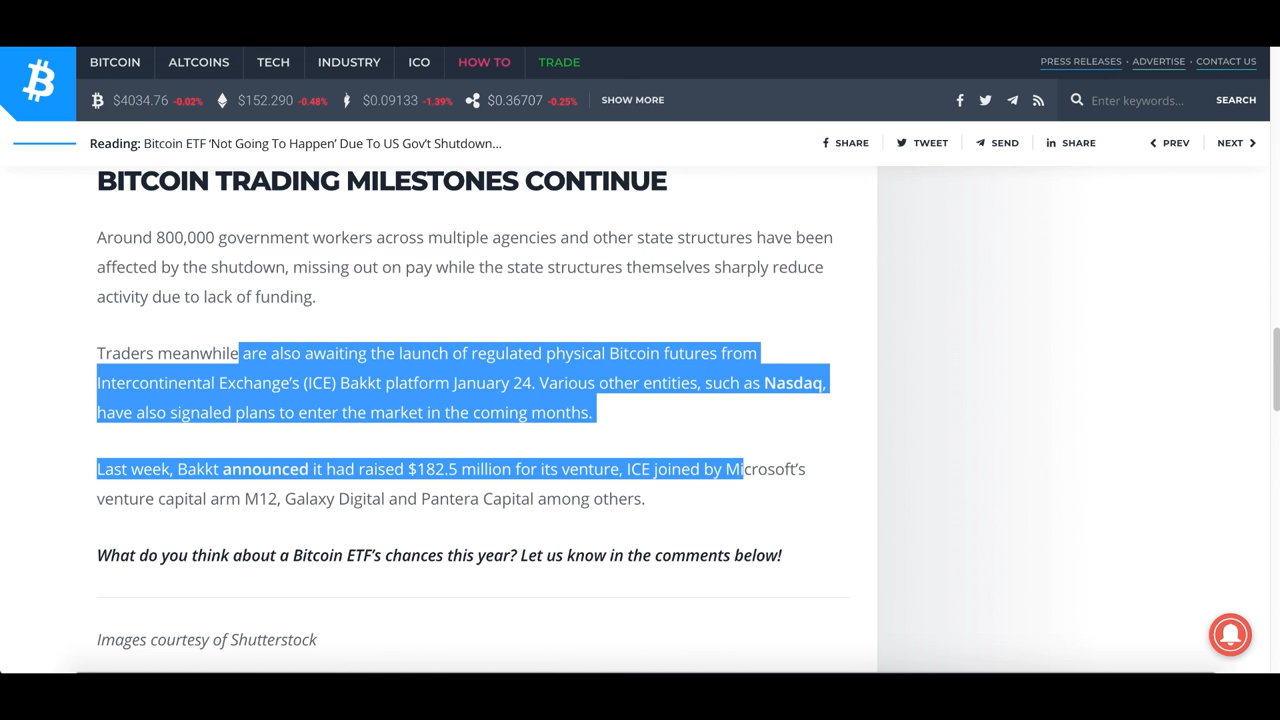 BITCOIN ALTCOINS TECH INDUSTRY ICO HOW TO TRADE PRESS RELEASES · ADVERTISE · CONTACT US
$4034.76 -0.02% $152.290 -0.48% $0.09133 -1.39% $0.36707 -0.25% SHOW MORE Enter keywords... SEARCH
Reading: Bitcoin ETF ‘Not Going To Happen’ Due To US Gov’t Shutdown... SHARE TWEET SEND SHARE PREV NEXT
BITCOIN TRADING MILESTONES CONTINUE
Around 800,000 government workers across multiple agencies and other state structures have been
affected by the shutdown, missing out on pay while the state structures themselves sharply reduce
activity due to lack of funding.
Traders meanwhile are also awaiting the launch of regulated physical Bitcoin futures from
Intercontinental Exchange’s (ICE) Bakkt platform January 24. Various other entities, such as Nasdaq,
have also signaled plans to enter the market in the coming months.
Last week, Bakkt announced it had raised $182.5 million for its venture, ICE joined by Microsoft’s
venture capital arm M12, Galaxy Digital and Pantera Capital among others.
What do you think about a Bitcoin ETF’s chances this year? Let us know in the comments below!
Images courtesy of Shutterstock